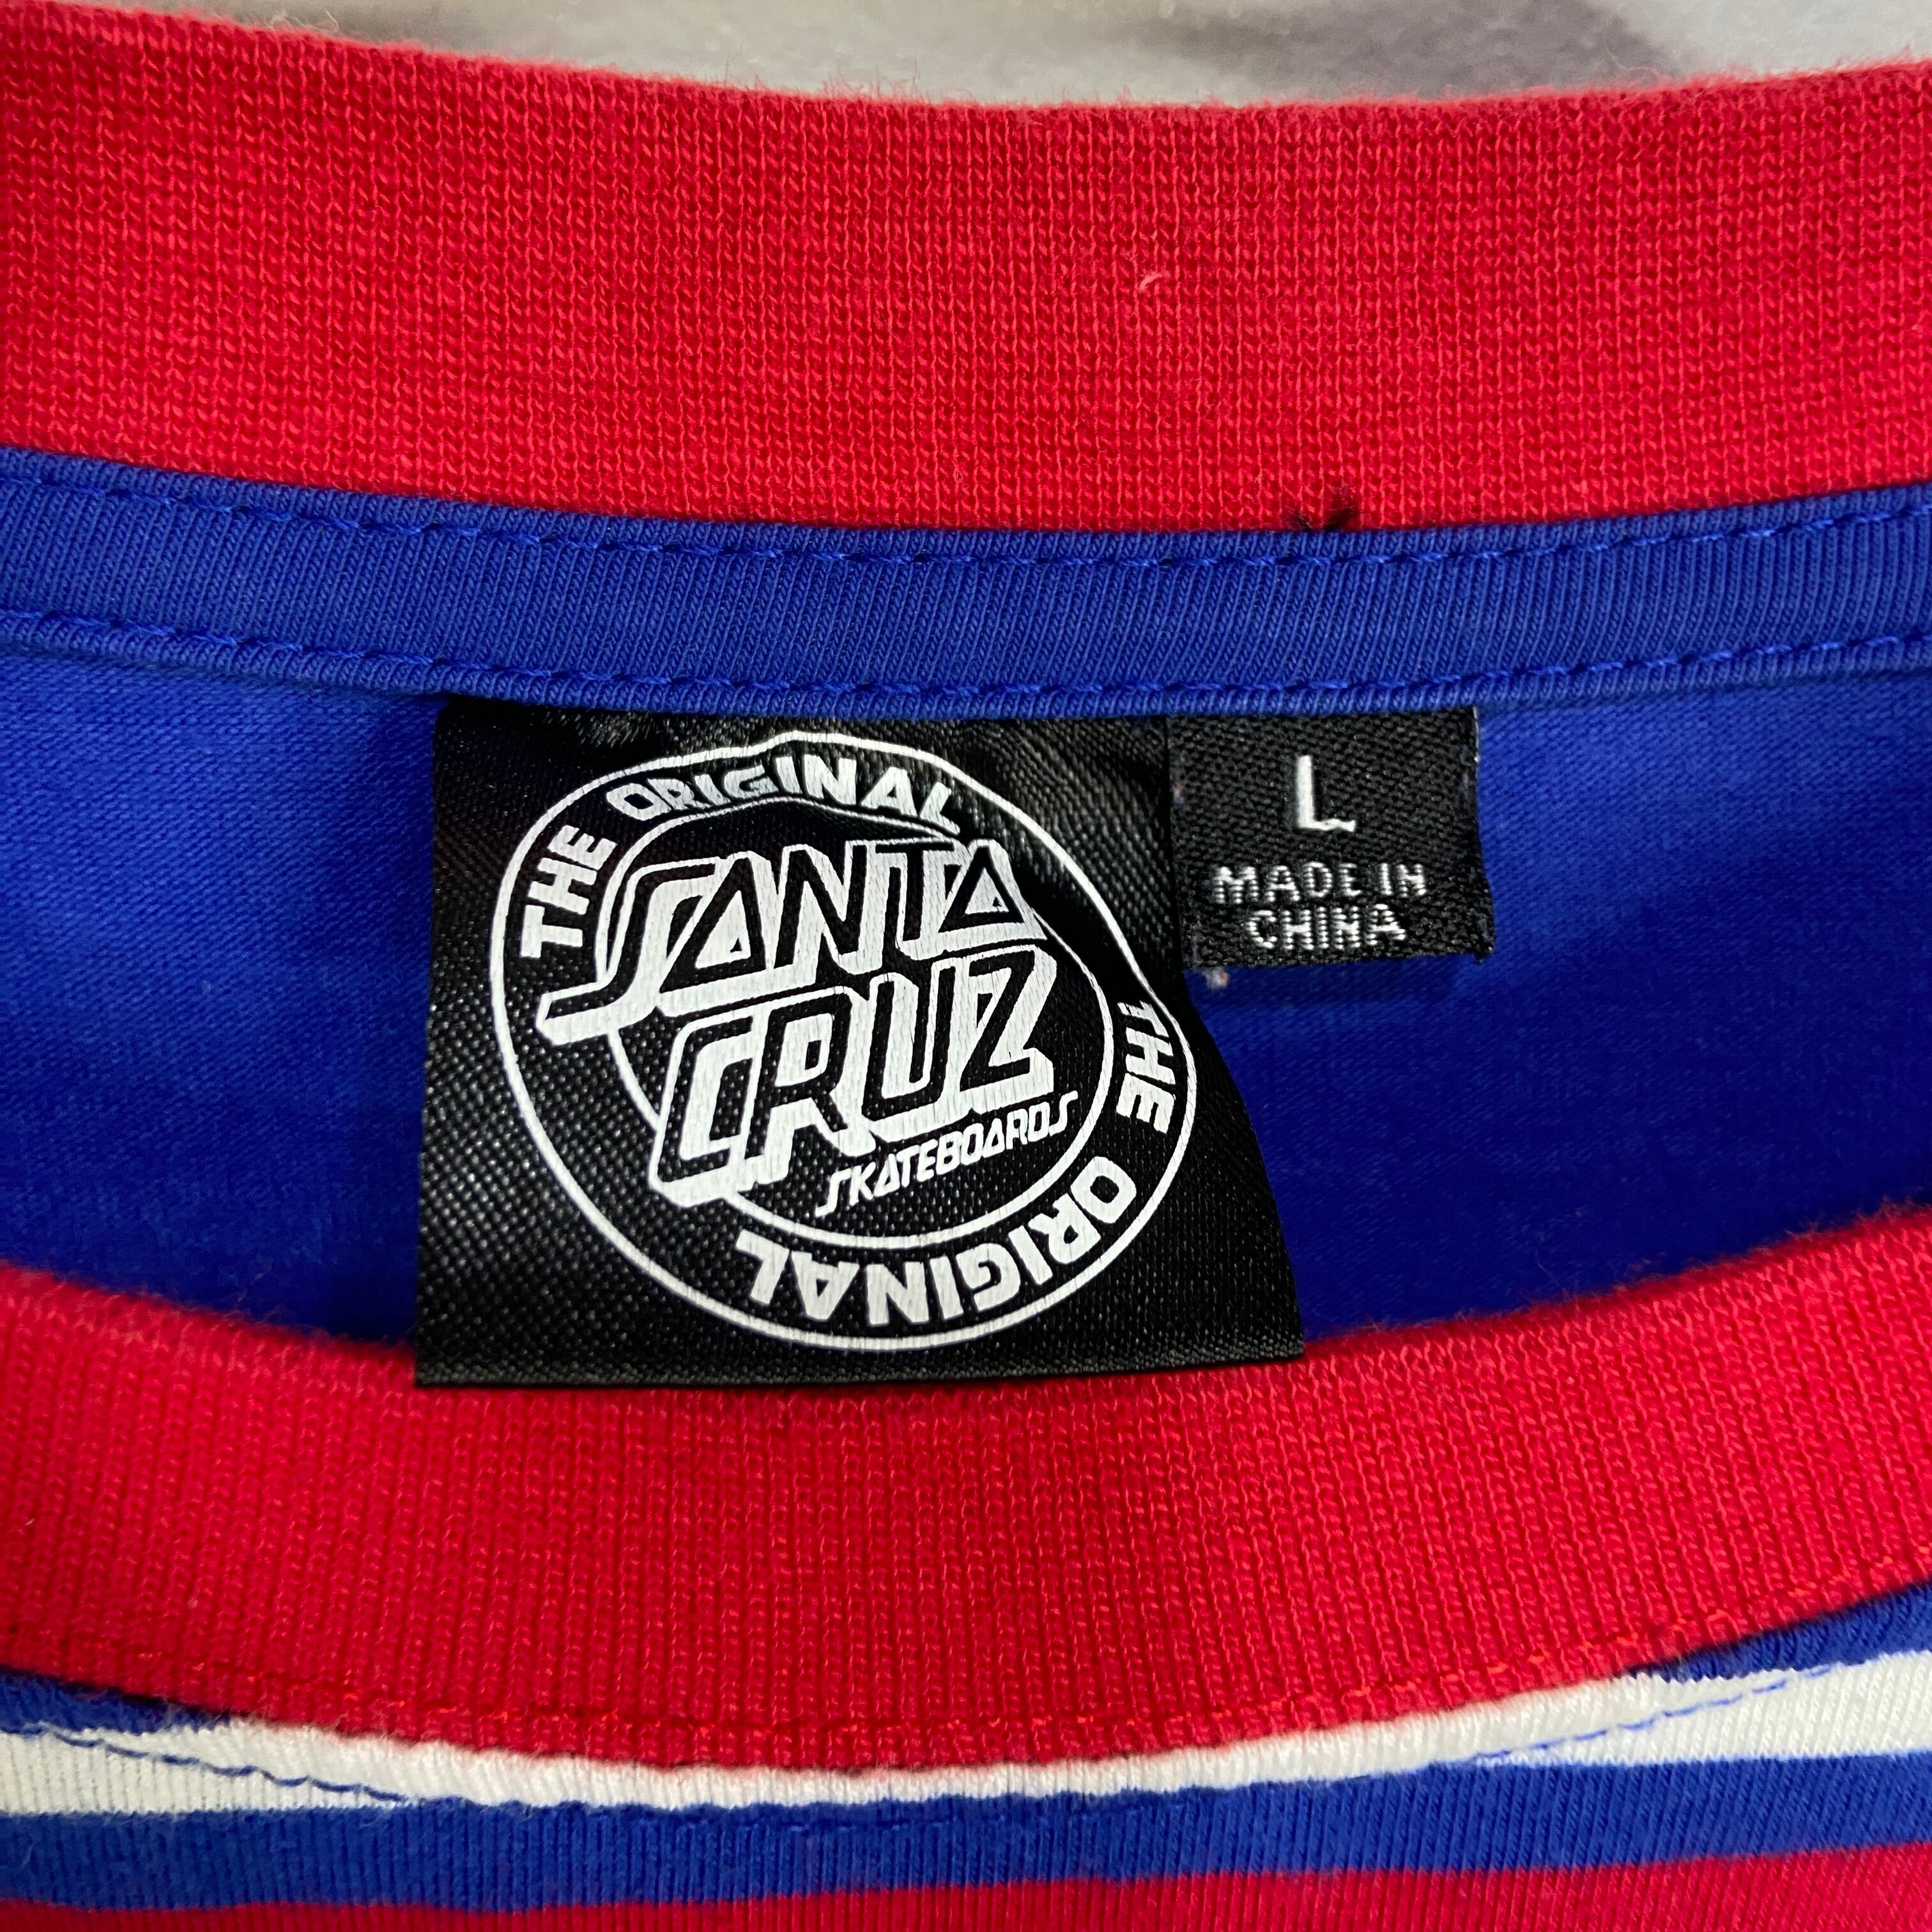 THE ORIGINAL
SANTA
CRUZ
SKATEBOARDS
THE ORIGINAL
L
MADE IN
CHINA